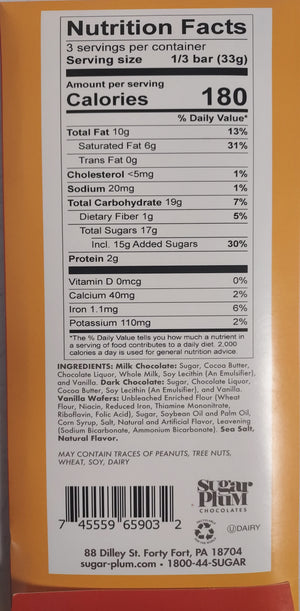 Nutrition Facts
3 servings per container
Serving size 1/3 bar (33g)
Amount per serving
Calories 180
% Daily Value*
Total Fat 10g 13%
Saturated Fat 6g 31%
Trans Fat 0g
Cholesterol <5mg 1%
Sodium 20mg 1%
Total Carbohydrate 19g 7%
Dietary Fiber 1g 5%
Total Sugars 17g
Incl. 15g Added Sugars 30%
Protein 2g
Vitamin D 0mcg 0%
Calcium 40mg 2%
Iron 1.1mg 6%
Potassium 110mg 2%
*The % Daily Value tells you how much a nutrient in
a serving of food contributes to a daily diet. 2,000
calories a day is used for general nutrition advice.
INGREDIENTS: Milk Chocolate: Sugar, Cocoa Butter,
Chocolate Liquor, Whole Milk, Soy Lecithin (An Emulsifier),
and Vanilla. Dark Chocolate: Sugar, Chocolate Liquor,
Cocoa Butter, Soy Lecithin (An Emulsifier), and Vanilla.
Vanilla Wafers: Unbleached Enriched Flour (Wheat
Flour, Niacin, Reduced Iron, Thiamine Mononitrate,
Riboflavin, Folic Acid), Sugar, Soybean Oil and Palm Oil,
Corn Syrup, Salt, Natural and Artificial Flavor, Leavening
(Sodium Bicarbonate, Ammonium Bicarbonate). Sea Salt,
Natural Flavor.
MAY CONTAIN TRACES OF PEANUTS, TREE NUTS,
WHEAT, SOY, DAIRY
Sugar
Plum
CHOCOLATES
7 45559 65903 2
U DAIRY
88 Dilley St. Forty Fort, PA 18704
sugar-plum.com • 1800-44-SUGAR